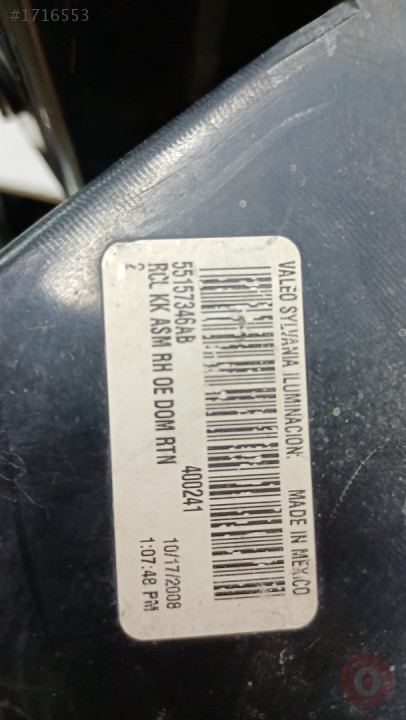 #1716553
VALEO SYLVANIA ILUMINACION. MADE IN MEXICO
55157346AB 400241
RCL KK ASM RH OE DOM RTN 10/17/2008
2 1:07:48 PM